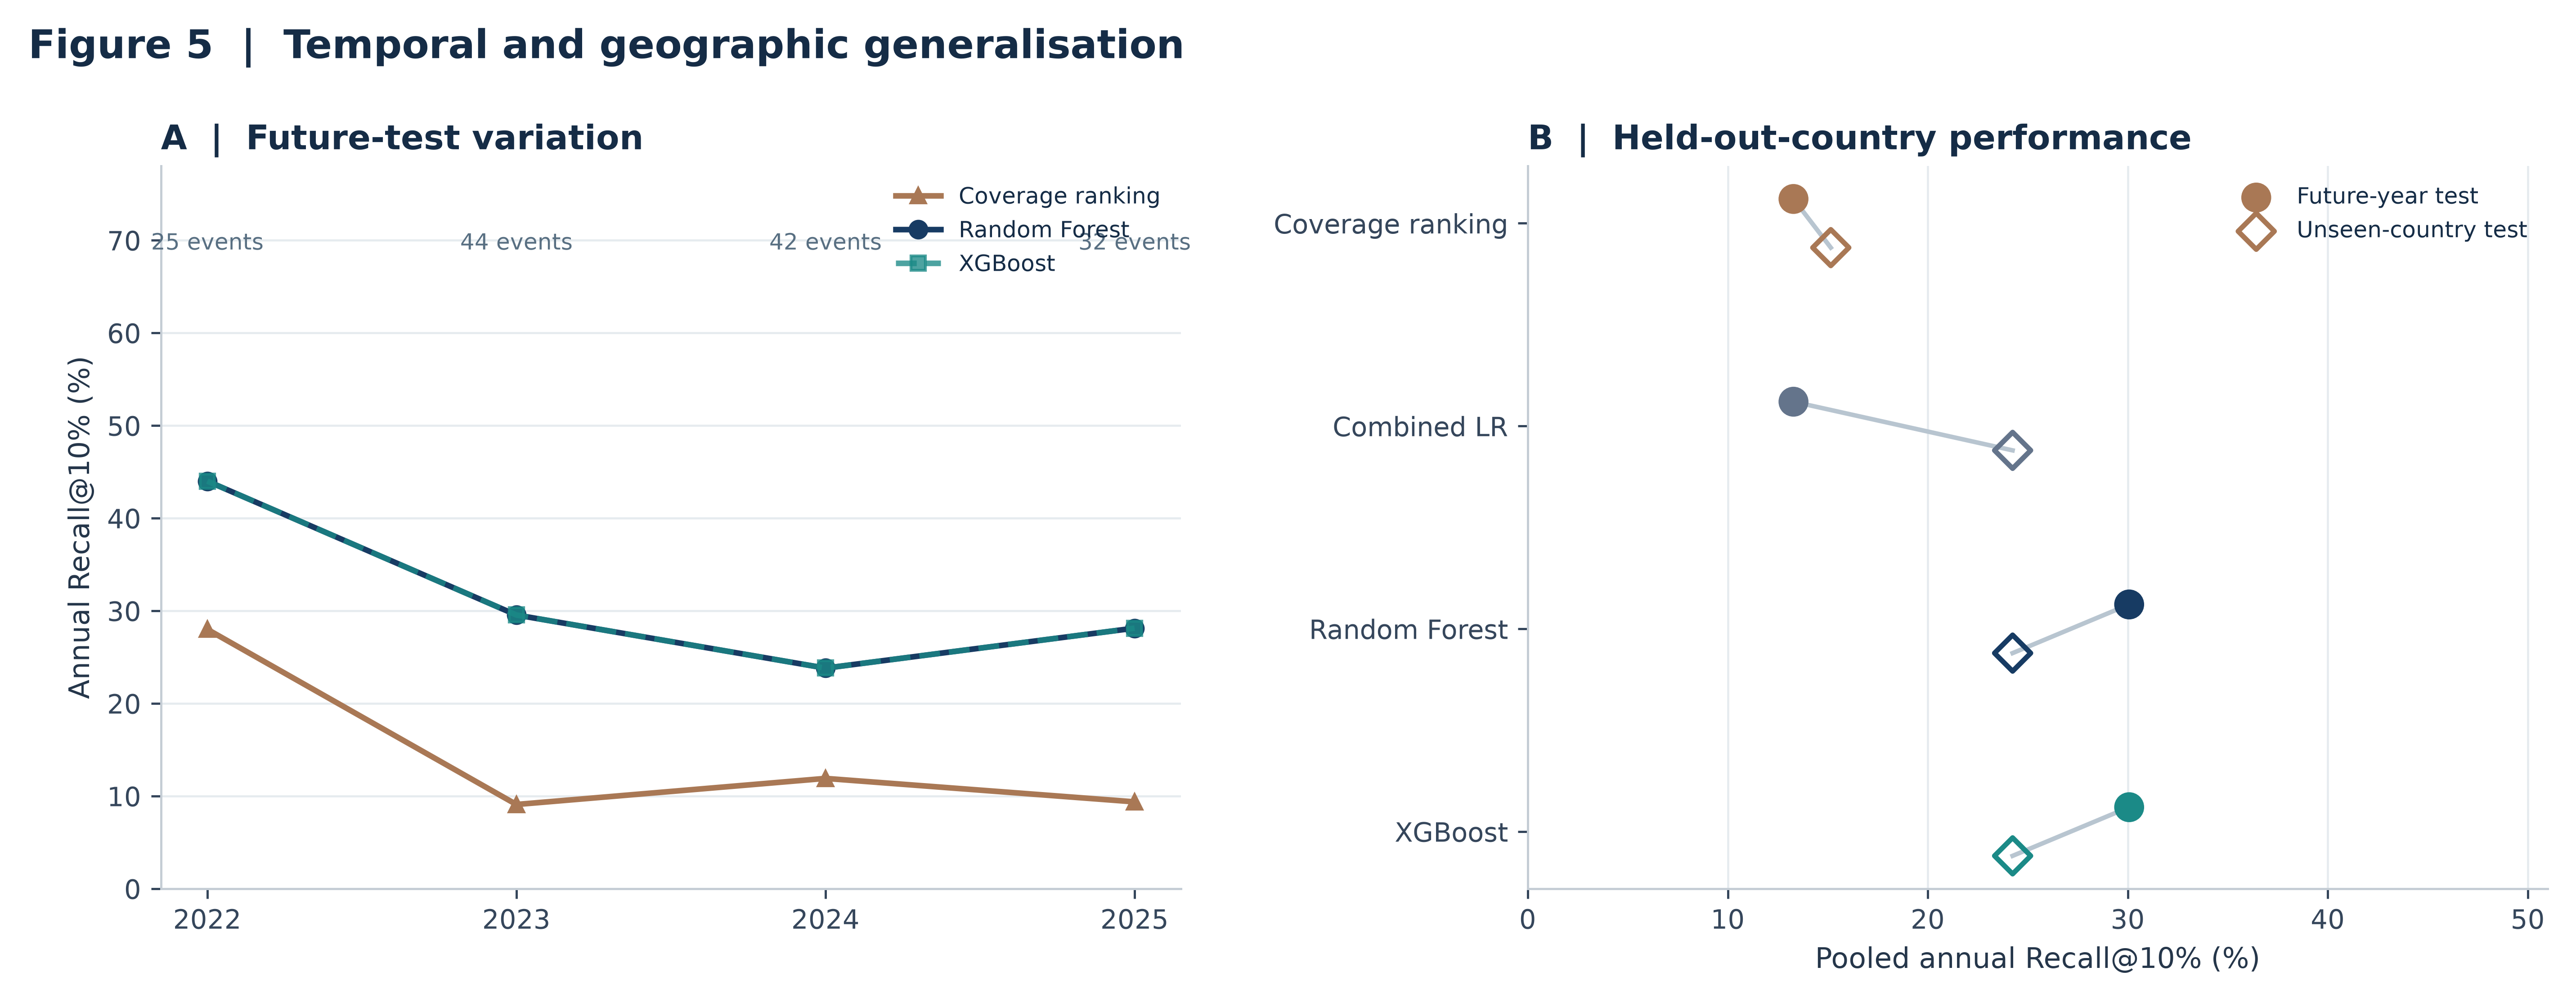 Figure 5 | Temporal and geographic generalisation
A | Future-test variation
Coverage ranking
Random Forest
XGBoost
25 events
44 events
42 events
32 events
Annual Recall@10% (%)
70
60
50
40
30
20
10
0
2022
2023
2024
2025
B | Held-out-country performance
Future-year test
Unseen-country test
Coverage ranking
Combined LR
Random Forest
XGBoost
0
10
20
30
40
50
Pooled annual Recall@10% (%)